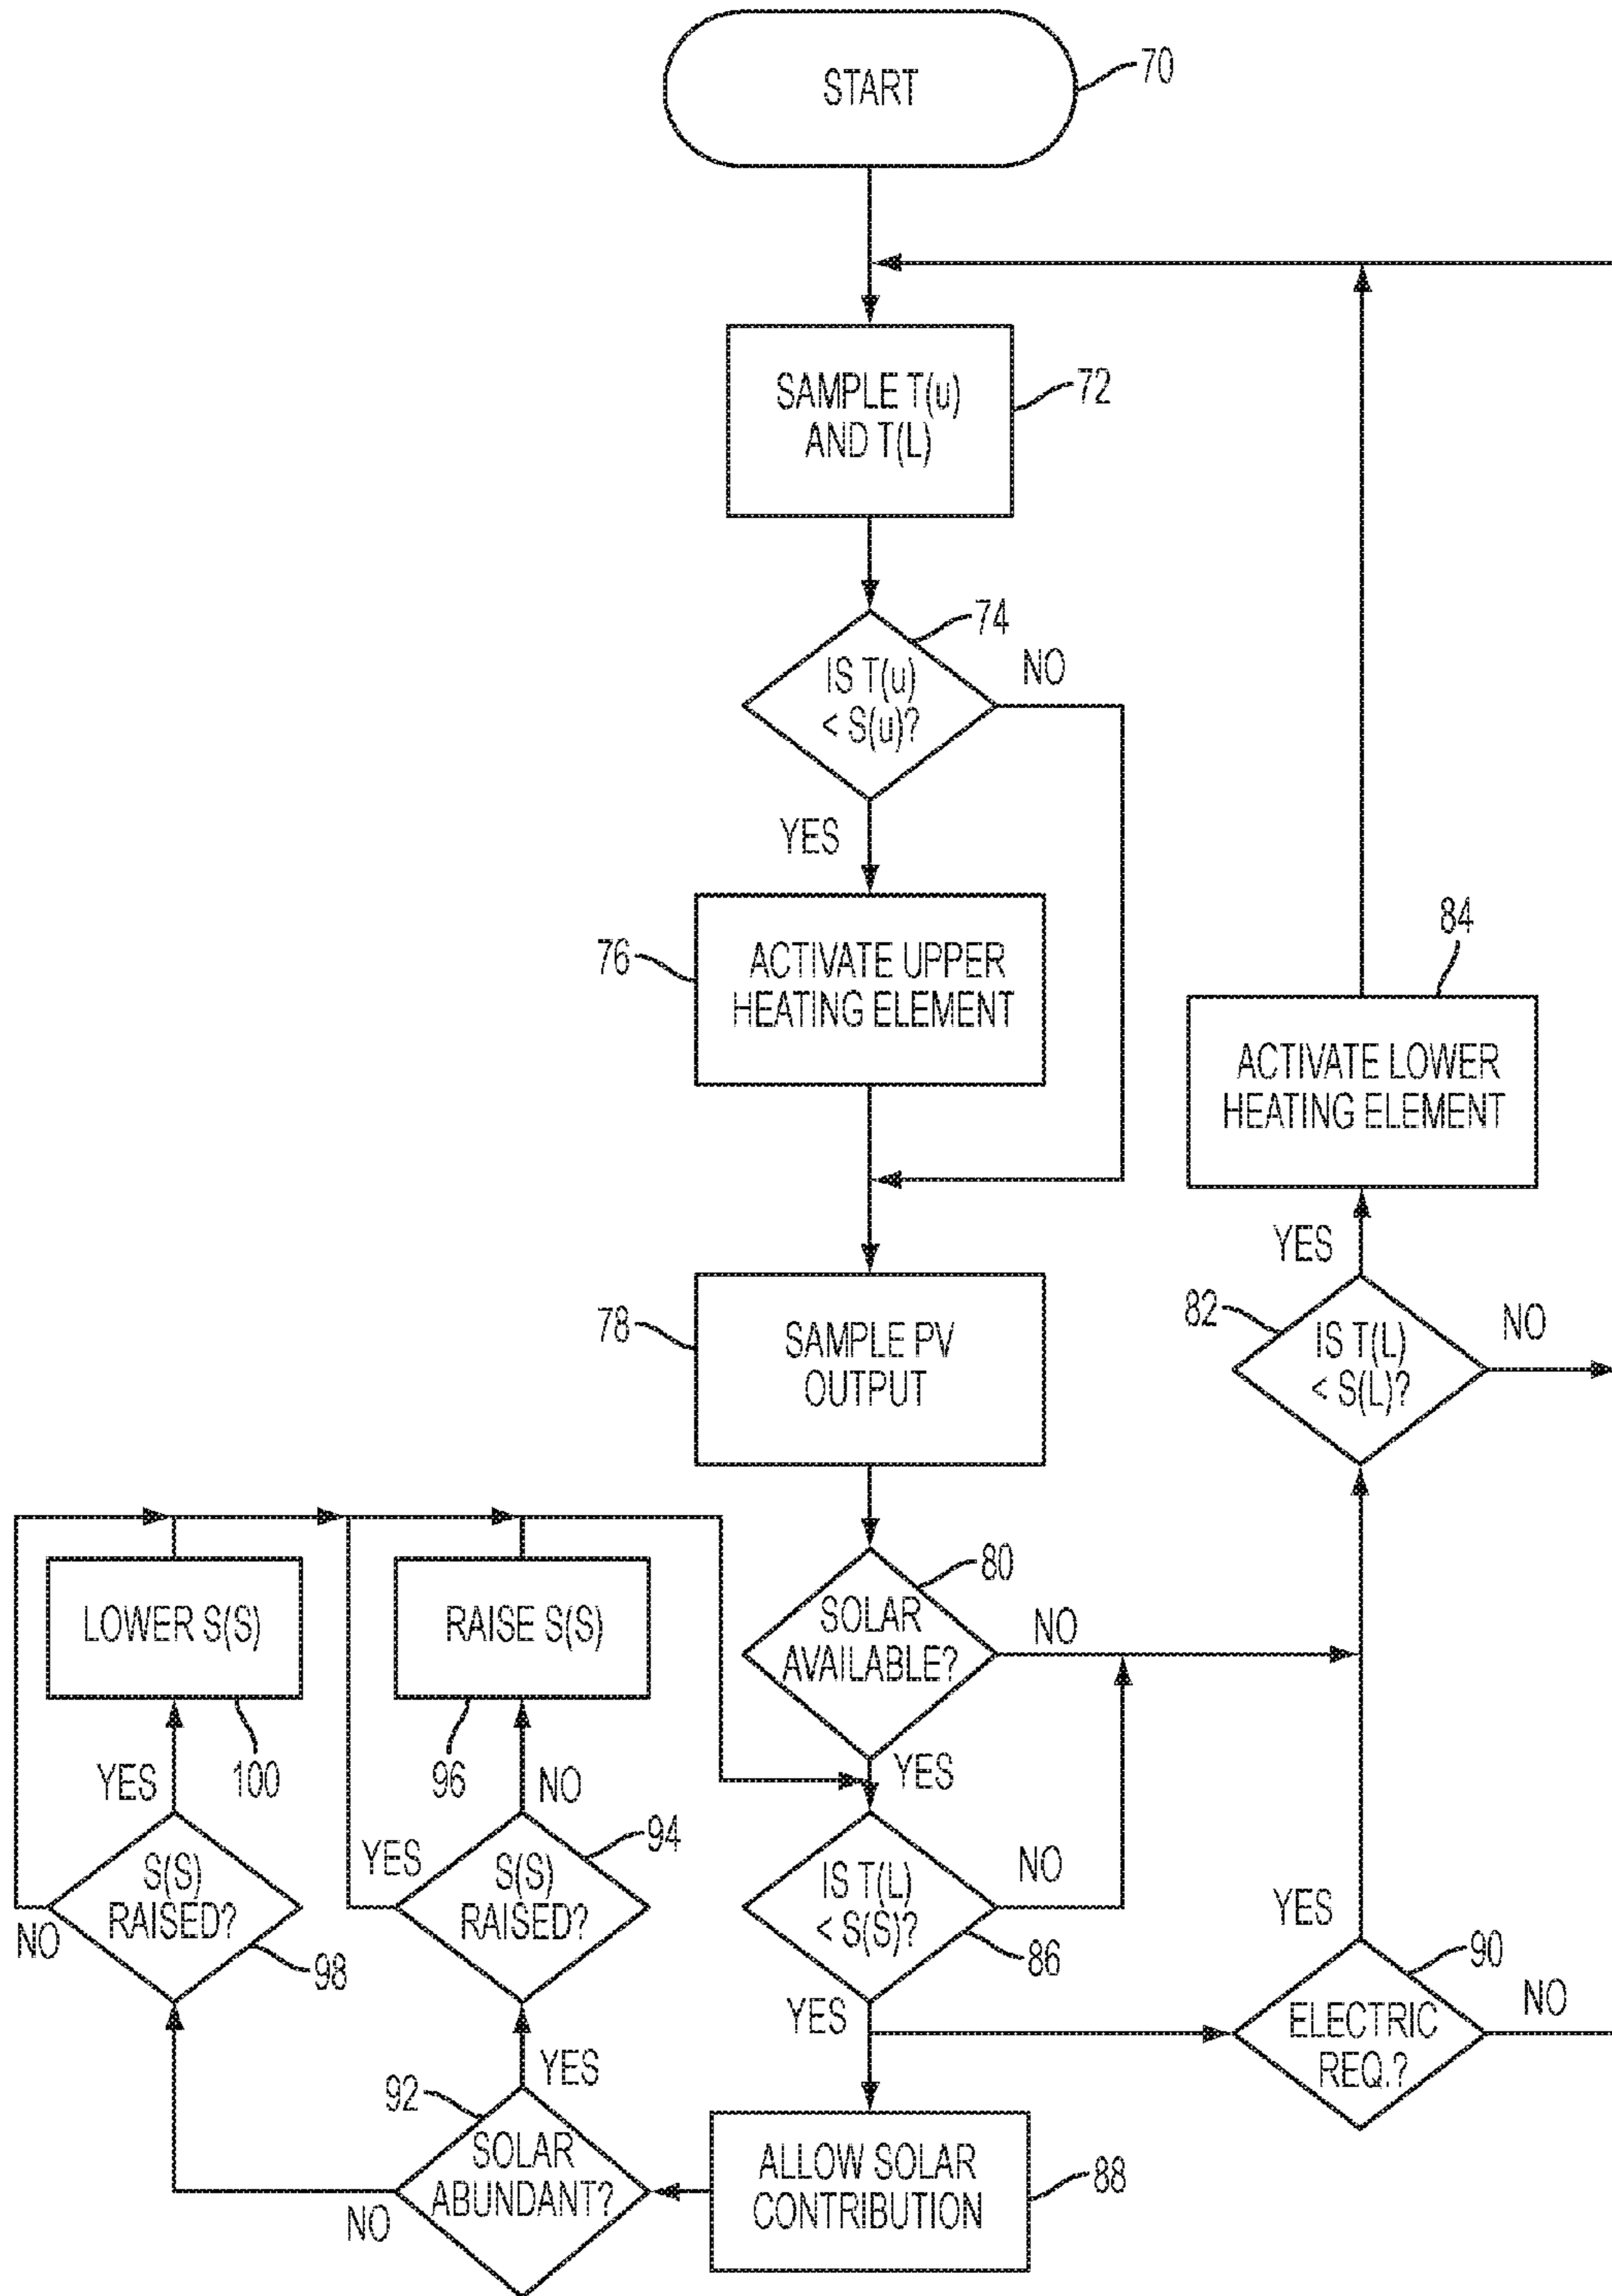 START
70
SAMPLE T(u)
AND T(L)
72
74
IS T(u)
< S(u)?
NO
YES
76
ACTIVATE UPPER
HEATING ELEMENT
84
ACTIVATE LOWER
HEATING ELEMENT
78
SAMPLE PV
OUTPUT
YES
82
IS T(L)
< S(L)?
NO
80
SOLAR
AVAILABLE?
NO
YES
LOWER S(S)
100
RAISE S(S)
96
YES
NO
S(S)
RAISED?
NO
98
YES
S(S)
RAISED?
94
IS T(L)
< S(S)?
NO
86
YES
YES
90
ELECTRIC
REQ.?
NO
92
YES
SOLAR
ABUNDANT?
NO
ALLOW SOLAR
CONTRIBUTION
88